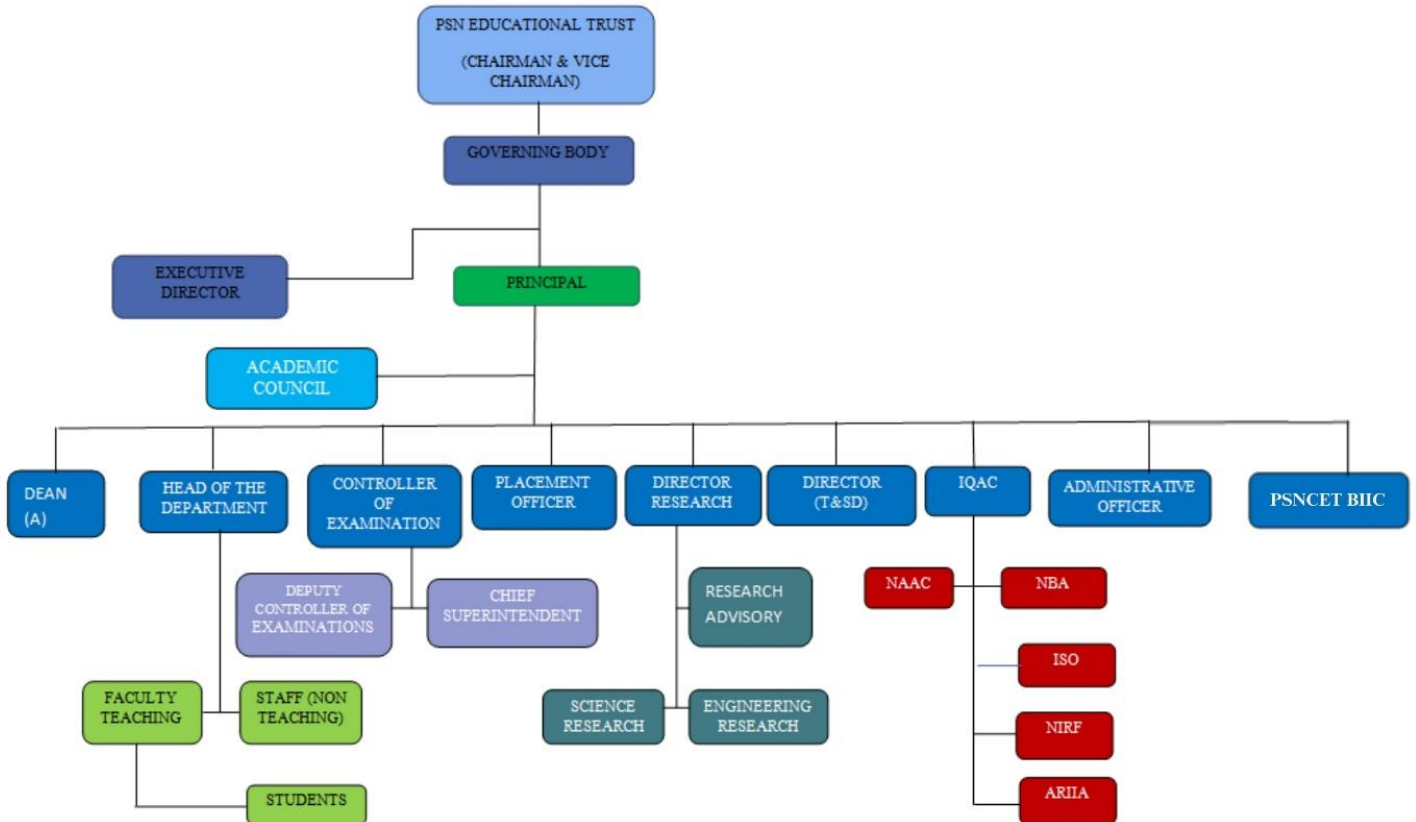 PSN EDUCATIONAL TRUST
(CHAIRMAN & VICE
CHAIRMAN)
GOVERNING BODY
EXECUTIVE
DIRECTOR
PRINCIPAL
ACADEMIC
COUNCIL
DEAN
(A)
HEAD OF THE
DEPARTMENT
CONTROLLER
OF
EXAMINATION
PLACEMENT
OFFICER
DIRECTOR
RESEARCH
DIRECTOR
(T&SD)
IQAC
ADMINISTRATIVE
OFFICER
PSNCET BIIC
DEPUTY
CONTROLLER OF
EXAMINATIONS
CHIEF
SUPERINTENDENT
RESEARCH
ADVISORY
NAAC
NBA
ISO
FACULTY
TEACHING
STAFF (NON
TEACHING)
SCIENCE
RESEARCH
ENGINEERING
RESEARCH
NIRF
STUDENTS
ARIIA